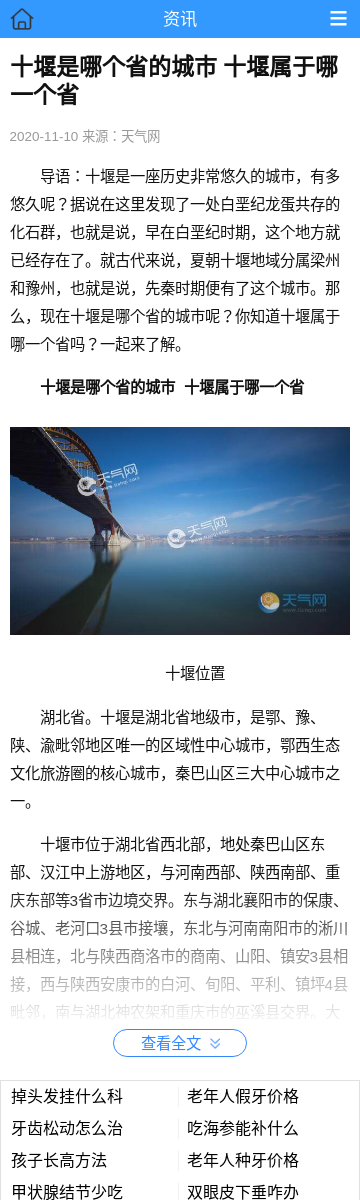 资讯
十堰是哪个省的城市 十堰属于哪
一个省
2020-11-10 来源：天气网
导语：十堰是一座历史非常悠久的城市，有多
悠久呢？据说在这里发现了一处白垩纪龙蛋共存的
化石群，也就是说，早在白垩纪时期，这个地方就
已经存在了。就古代来说，夏朝十堰地域分属梁州
和豫州，也就是说，先秦时期便有了这个城市。那
么，现在十堰是哪个省的城市呢？你知道十堰属于
哪一个省吗？一起来了解。
十堰是哪个省的城市 十堰属于哪一个省
天气网
www.tianqi.com
天气网
www.tianqi.com
天气网
www.tianqi.com
十堰位置
湖北省。十堰是湖北省地级市，是鄂、豫、
陕、渝毗邻地区唯一的区域性中心城市，鄂西生态
文化旅游圈的核心城市，秦巴山区三大中心城市之
一。
十堰市位于湖北省西北部，地处秦巴山区东
部、汉江中上游地区，与河南西部、陕西南部、重
庆东部等3省市边境交界。东与湖北襄阳市的保康、
谷城、老河口3县市接壤，东北与河南南阳市的淅川
县相连，北与陕西商洛市的商南、山阳、镇安3县相
接，西与陕西安康市的白河、旬阳、平利、镇坪4县
毗邻，南与湖北神农架和重庆市的巫溪县交界。大
查看全文
掉头发挂什么科
老年人假牙价格
牙齿松动怎么治
吃海参能补什么
孩子长高方法
老年人种牙价格
甲状腺结节少吃
双眼皮下垂咋办